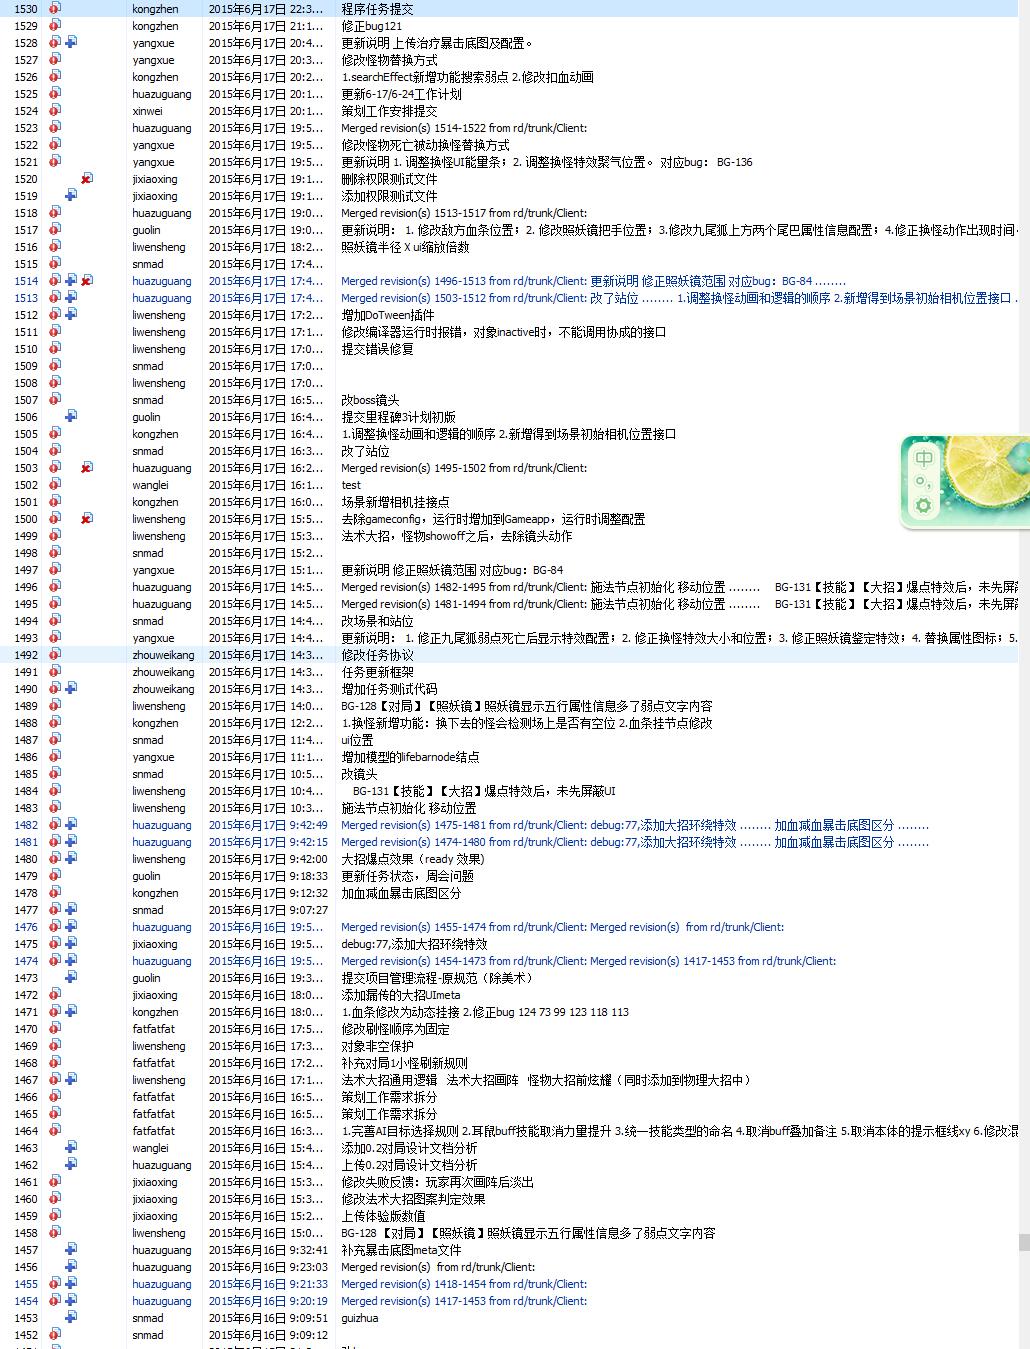 1530 kongzhen 2015年6月17日 22:3... 程序任务提交
1529 kongzhen 2015年6月17日 21:1... 修正bug121
1528 yangxue 2015年6月17日 20:4... 更新说明 上传治疗暴击底图及配置。
1527 yangxue 2015年6月17日 20:3... 修改怪物替换方式
1526 kongzhen 2015年6月17日 20:2... 1.searchEffect新增功能搜索弱点 2.修改扣血动画
1525 huazuguang 2015年6月17日 20:1... 更新6-17/6-24工作计划
1524 xinwei 2015年6月17日 20:1... 策划工作安排提交
1523 huazuguang 2015年6月17日 19:5... Merged revision(s) 1514-1522 from rd/trunk/Client:
1522 yangxue 2015年6月17日 19:5... 修改怪物死亡被动换怪替换方式
1521 yangxue 2015年6月17日 19:5... 更新说明 1. 调整换怪UI能量条；2. 调整换怪特效聚气位置。 对应bug： BG-136
1520 jixiaoxing 2015年6月17日 19:1... 删除权限测试文件
1519 jixiaoxing 2015年6月17日 19:1... 添加权限测试文件
1518 huazuguang 2015年6月17日 19:0... Merged revision(s) 1513-1517 from rd/trunk/Client:
1517 guolin 2015年6月17日 19:0... 更新说明： 1. 修改敌方血条位置；2. 修改照妖镜把手位置；3.修改九尾狐上方两个尾巴属性信息配置；4.修正换怪动作出现时间
1516 liwensheng 2015年6月17日 18:2... 照妖镜半径 X ui缩放倍数
1515 snmad 2015年6月17日 17:4...
1514 huazuguang 2015年6月17日 17:4... Merged revision(s) 1496-1513 from rd/trunk/Client: 更新说明 修正照妖镜范围 对应bug：BG-84 ........
1513 huazuguang 2015年6月17日 17:4... Merged revision(s) 1503-1512 from rd/trunk/Client: 改了站位 ........ 1.调整换怪动画和逻辑的顺序 2.新增得到场景初始相机位置接口 .
1512 liwensheng 2015年6月17日 17:2... 增加DoTween插件
1511 liwensheng 2015年6月17日 17:1... 修改编译器运行时报错，对象inactive时，不能调用协成的接口
1510 liwensheng 2015年6月17日 17:0... 提交错误修复
1509 snmad 2015年6月17日 17:0...
1508 liwensheng 2015年6月17日 17:0...
1507 snmad 2015年6月17日 16:5... 改boss镜头
1506 guolin 2015年6月17日 16:4... 提交里程碑3计划初版
1505 kongzhen 2015年6月17日 16:4... 1.调整换怪动画和逻辑的顺序 2.新增得到场景初始相机位置接口
1504 snmad 2015年6月17日 16:3... 改了站位
1503 huazuguang 2015年6月17日 16:2... Merged revision(s) 1495-1502 from rd/trunk/Client:
1502 wanglei 2015年6月17日 16:1... test
1501 kongzhen 2015年6月17日 16:0... 场景新增相机挂接点
1500 liwensheng 2015年6月17日 15:5... 去除gameconfig，运行时增加到Gameapp，运行时调整配置
1499 liwensheng 2015年6月17日 15:3... 法术大招，怪物showoff之后，去除镜头动作
1498 snmad 2015年6月17日 15:2...
1497 yangxue 2015年6月17日 15:1... 更新说明 修正照妖镜范围 对应bug：BG-84
1496 huazuguang 2015年6月17日 14:5... Merged revision(s) 1482-1495 from rd/trunk/Client: 施法节点初始化 移动位置 ........ BG-131【技能】【大招】爆点特效后，未先屏蔽
1495 huazuguang 2015年6月17日 14:5... Merged revision(s) 1481-1494 from rd/trunk/Client: 施法节点初始化 移动位置 ........ BG-131【技能】【大招】爆点特效后，未先屏蔽
1494 snmad 2015年6月17日 14:4... 改场景和站位
1493 yangxue 2015年6月17日 14:4... 更新说明： 1. 修正九尾狐弱点死亡后显示特效配置；2. 修正换怪特效大小和位置；3. 修正照妖镜鉴定特效；4. 替换属性图标；5.
1492 zhouweikang 2015年6月17日 14:3... 修改任务协议
1491 zhouweikang 2015年6月17日 14:3... 任务更新框架
1490 zhouweikang 2015年6月17日 14:3... 增加任务测试代码
1489 liwensheng 2015年6月17日 14:0... BG-128【对局】【照妖镜】照妖镜显示五行属性信息多了弱点文字内容
1488 kongzhen 2015年6月17日 12:2... 1.换怪新增功能：换下去的怪会检测场上是否有空位 2.血条挂节点修改
1487 snmad 2015年6月17日 11:4... ui位置
1486 yangxue 2015年6月17日 11:1... 增加模型的lifebarnode结点
1485 snmad 2015年6月17日 10:5... 改镜头
1484 liwensheng 2015年6月17日 10:4... BG-131【技能】【大招】爆点特效后，未先屏蔽UI
1483 liwensheng 2015年6月17日 10:3... 施法节点初始化 移动位置
1482 huazuguang 2015年6月17日 9:42:49 Merged revision(s) 1475-1481 from rd/trunk/Client: debug:77,添加大招环绕特效 ........ 加血减血暴击底图区分 ........
1481 huazuguang 2015年6月17日 9:42:15 Merged revision(s) 1474-1480 from rd/trunk/Client: debug:77,添加大招环绕特效 ........ 加血减血暴击底图区分 ........
1480 liwensheng 2015年6月17日 9:42:00 大招爆点效果（ready 效果)
1479 guolin 2015年6月17日 9:18:33 更新任务状态，周会问题
1478 kongzhen 2015年6月17日 9:12:32 加血减血暴击底图区分
1477 snmad 2015年6月17日 9:07:27
1476 huazuguang 2015年6月16日 19:5... Merged revision(s) 1455-1474 from rd/trunk/Client: Merged revision(s) from rd/trunk/Client:
1475 jixiaoxing 2015年6月16日 19:5... debug:77,添加大招环绕特效
1474 huazuguang 2015年6月16日 19:5... Merged revision(s) 1454-1473 from rd/trunk/Client: Merged revision(s) 1417-1453 from rd/trunk/Client:
1473 guolin 2015年6月16日 19:3... 提交项目管理流程-原规范（除美术）
1472 jixiaoxing 2015年6月16日 18:0... 添加漏传的大招UImeta
1471 kongzhen 2015年6月16日 18:0... 1.血条修改为动态挂接 2.修正bug 124 73 99 123 118 113
1470 fatfatfat 2015年6月16日 17:5... 修改刷怪顺序为固定
1469 liwensheng 2015年6月16日 17:3... 对象非空保护
1468 fatfatfat 2015年6月16日 17:2... 补充对局1小怪刷新规则
1467 liwensheng 2015年6月16日 17:1... 法术大招通用逻辑 法术大招画阵 怪物大招前炫耀（同时添加到物理大招中）
1466 fatfatfat 2015年6月16日 16:5... 策划工作需求拆分
1465 fatfatfat 2015年6月16日 16:5... 策划工作需求拆分
1464 fatfatfat 2015年6月16日 16:3... 1.完善AI目标选择规则 2.耳鼠buff技能取消力量提升 3.统一技能类型的命名 4.取消buff叠加备注 5.取消本体的提示框线xy 6.修改混
1463 wanglei 2015年6月16日 15:4... 添加0.2对局设计文档分析
1462 huazuguang 2015年6月16日 15:4... 上传0.2对局设计文档分析
1461 jixiaoxing 2015年6月16日 15:3... 修改失败反馈：玩家再次画阵后淡出
1460 jixiaoxing 2015年6月16日 15:3... 修改法术大招图案判定效果
1459 jixiaoxing 2015年6月16日 15:2... 上传体验版数值
1458 liwensheng 2015年6月16日 15:0... BG-128 【对局】【照妖镜】照妖镜显示五行属性信息多了弱点文字内容
1457 huazuguang 2015年6月16日 9:32:41 补充暴击底图meta文件
1456 huazuguang 2015年6月16日 9:23:03 Merged revision(s) from rd/trunk/Client:
1455 huazuguang 2015年6月16日 9:21:33 Merged revision(s) 1418-1454 from rd/trunk/Client:
1454 huazuguang 2015年6月16日 9:20:19 Merged revision(s) 1417-1453 from rd/trunk/Client:
1453 snmad 2015年6月16日 9:09:51 guizhua
1452 snmad 2015年6月16日 9:09:12
中